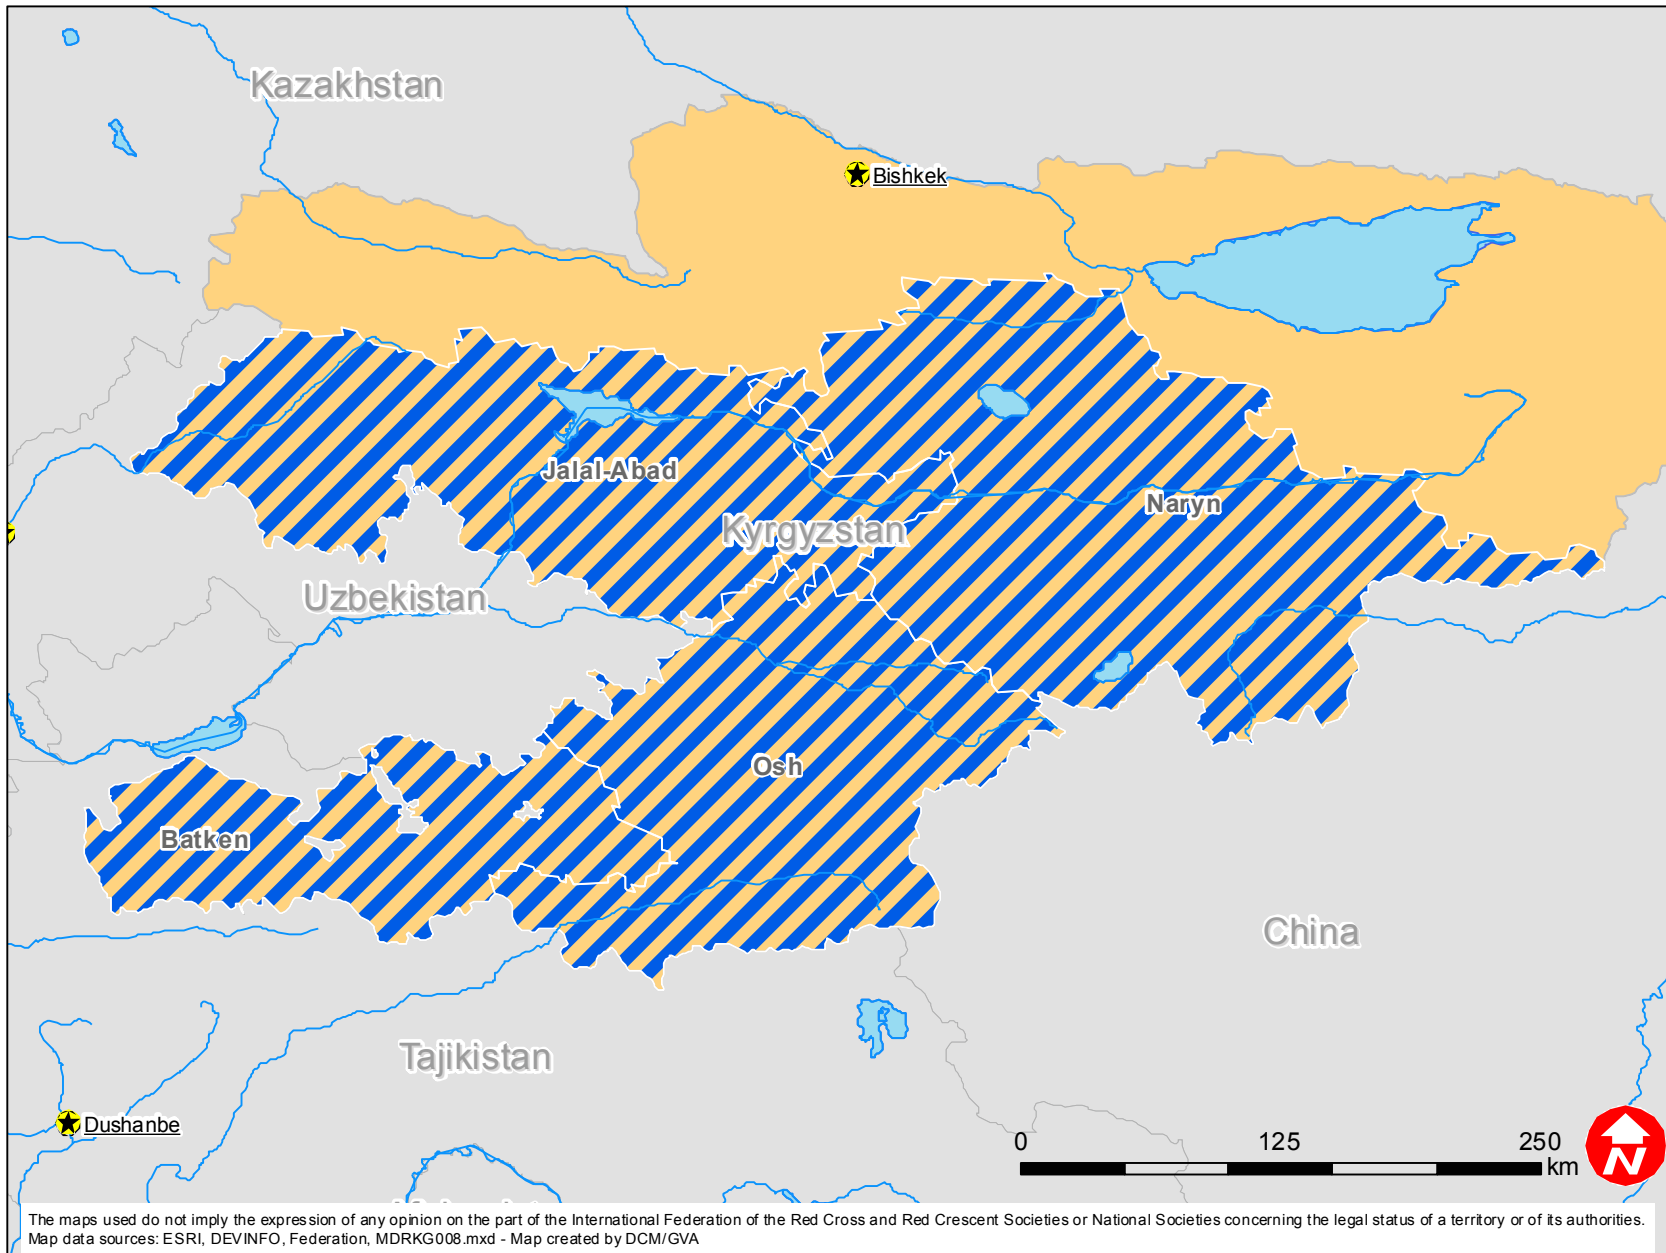 Kazakhstan
Bishkek
Jalal-Abad
Naryn
Kyrgyzstan
Uzbekistan
Osh
Batken
China
Tajikistan
Dushanbe
0 125 250
km
N
The maps used do not imply the expression of any opinion on the part of the International Federation of the Red Cross and Red Crescent Societies or National Societies concerning the legal status of a territory or of its authorities.
Map data sources: ESRI, DEVINFO, Federation, MDRKG008.mxd - Map created by DCM/GVA